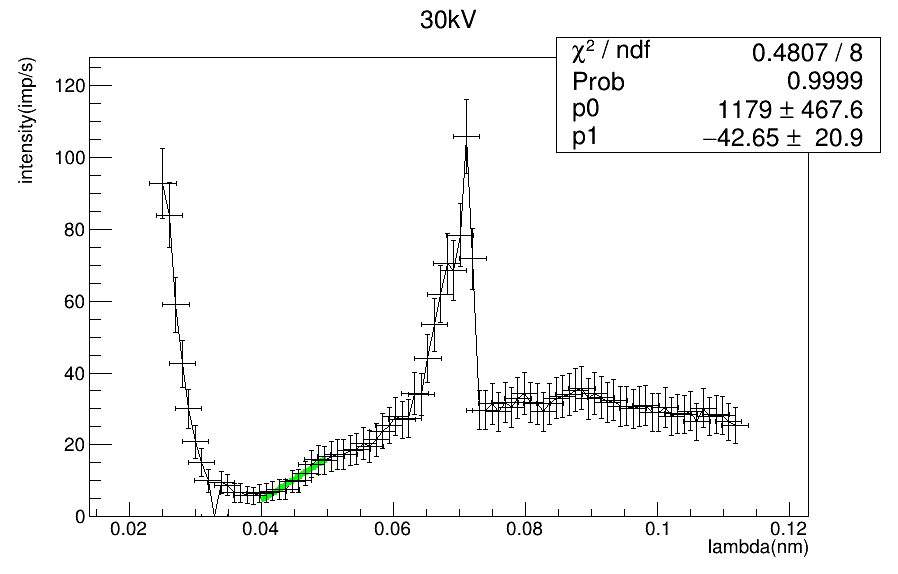 30kV
χ² / ndf 0.4807 / 8
Prob 0.9999
p0 1179 ± 467.6
p1 −42.65 ± 20.9
intensity(imp/s)
120
100
80
60
40
20
0
0.02 0.04 0.06 0.08 0.1 0.12
lambda(nm)